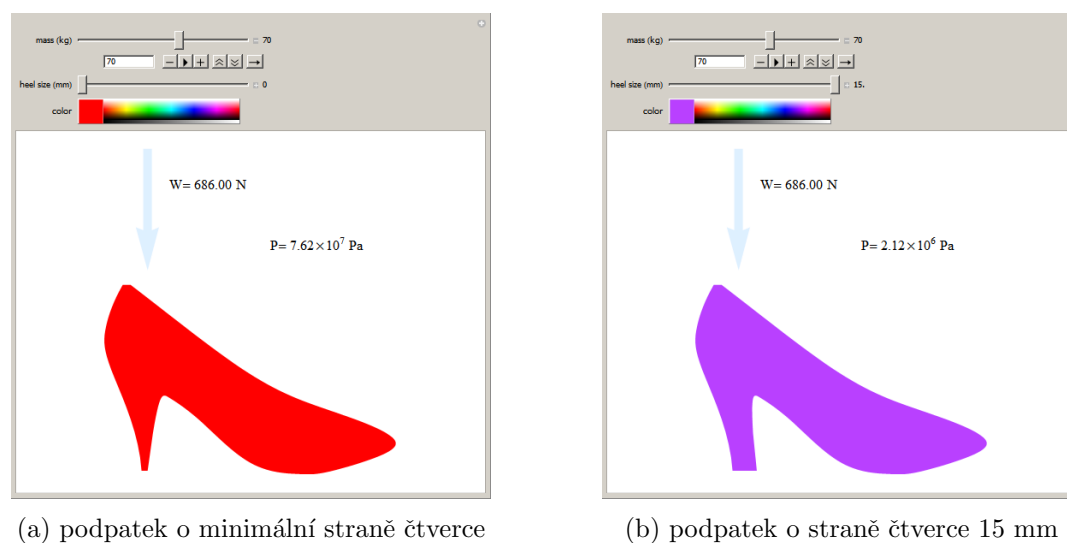 mass (kg) 70
70
heel size (mm) 0
color
W= 686.00 N
P= 7.62×10⁷ Pa
(a) podpatek o minimální straně čtverce
mass (kg) 70
70
heel size (mm) 15.
color
W= 686.00 N
P= 2.12×10⁶ Pa
(b) podpatek o straně čtverce 15 mm